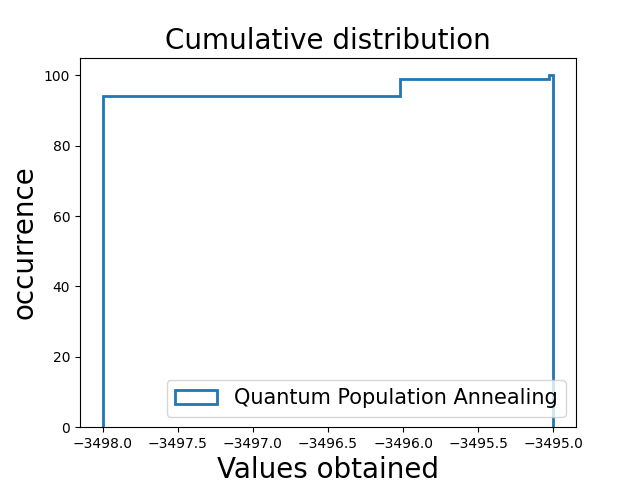 Cumulative distribution
occurrence
100
80
60
40
20
0
−3498.0 −3497.5 −3497.0 −3496.5 −3496.0 −3495.5 −3495.0
Values obtained
Quantum Population Annealing